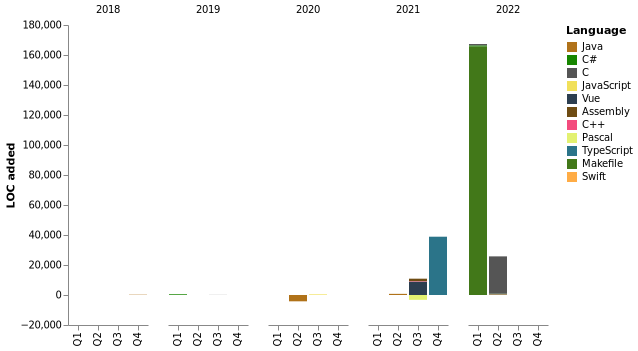 2018 2019 2020 2021 2022
180,000
160,000
140,000
120,000
100,000
80,000
60,000
40,000
20,000
0
−20,000
LOC added
Q1 Q2 Q3 Q4 Q1 Q2 Q3 Q4 Q1 Q2 Q3 Q4 Q1 Q2 Q3 Q4 Q1 Q2 Q3 Q4
Language
Java
C#
C
JavaScript
Vue
Assembly
C++
Pascal
TypeScript
Makefile
Swift